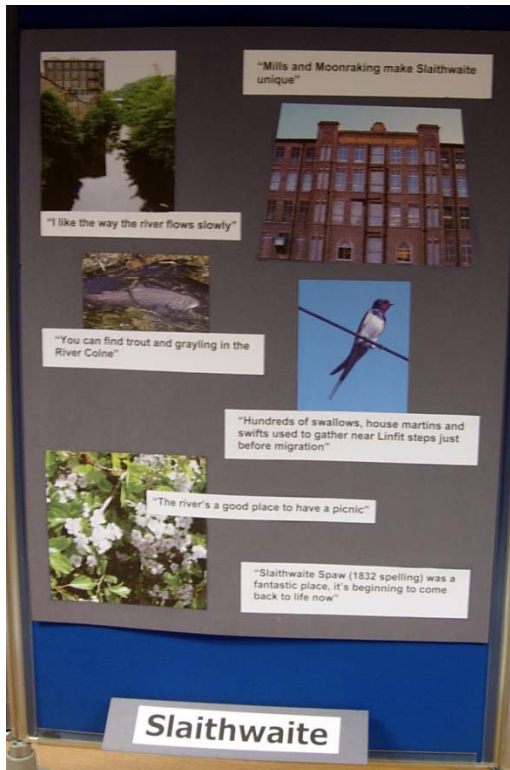 "Mills and Moonraking make Slaithwaite
unique"
"I like the way the river flows slowly"
"You can find trout and grayling in the
River Colne"
"Hundreds of swallows, house martins and
swifts used to gather near Linfit steps just
before migration"
"The river's a good place to have a picnic"
"Slaithwaite Spaw (1832 spelling) was a
fantastic place, it's beginning to come
back to life now"
Slaithwaite